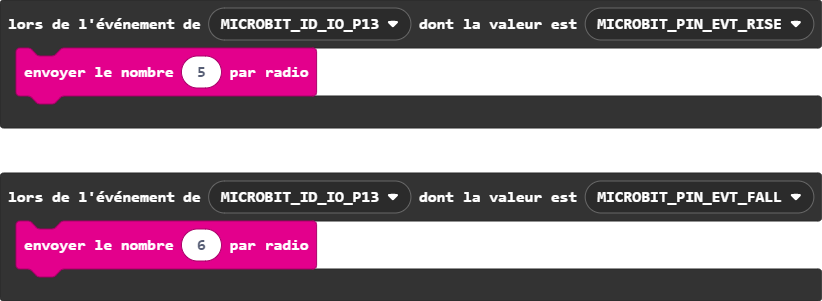 lors de l'événement de MICROBIT_ID_IO_P13 dont la valeur est MICROBIT_PIN_EVT_RISE
envoyer le nombre 5 par radio
lors de l'événement de MICROBIT_ID_IO_P13 dont la valeur est MICROBIT_PIN_EVT_FALL
envoyer le nombre 6 par radio